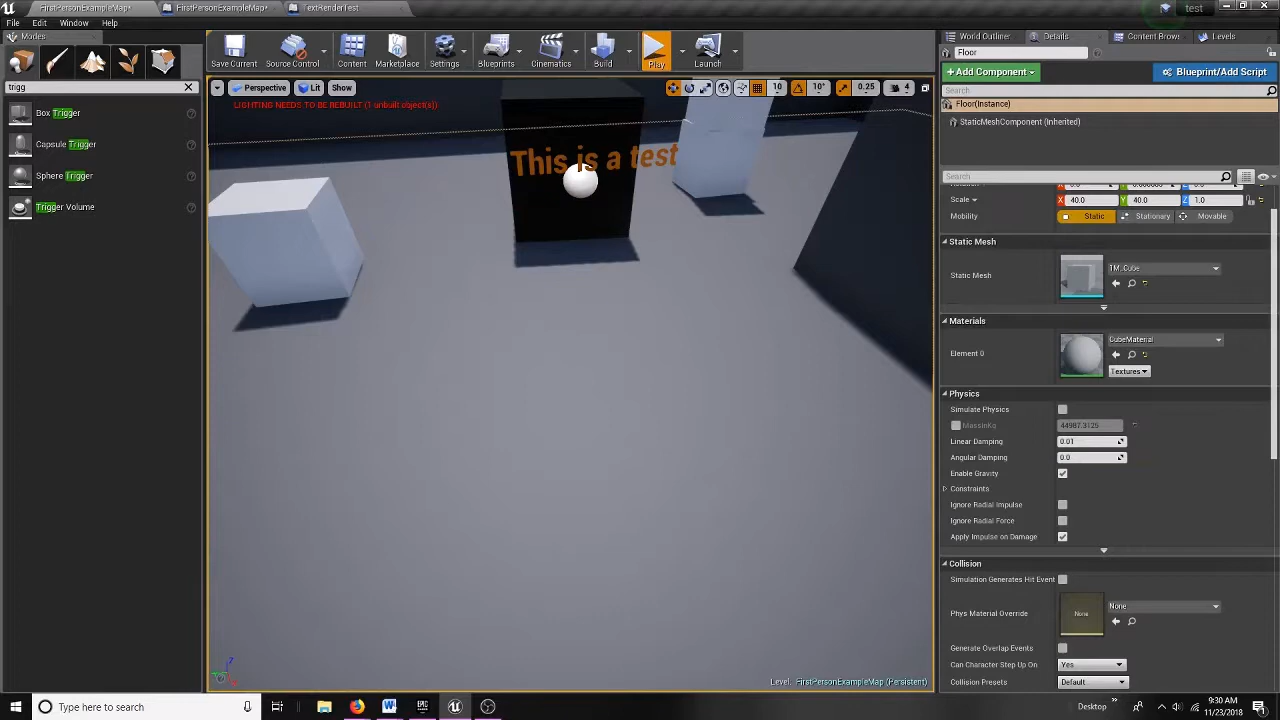 FirstPersonExampleMap*
FirstPersonExampleMap*
TextRenderTest
test
File
Edit
Window
Help
Modes
trigg
Box Trigger
Capsule Trigger
Sphere Trigger
Trigger Volume
Save Current
Source Control
Content
Marketplace
Settings
Blueprints
Cinematics
Build
Play
Launch
Perspective
Lit
Show
10
10°
0.25
4
LIGHTING NEEDS TO BE REBUILT (1 unbuilt object(s))
This is a test
Level: FirstPersonExampleMap (Persistent)
World Outliner
Details
Content Brow
Levels
Floor
+Add Component
Blueprint/Add Script
Search
Floor(Instance)
StaticMeshComponent (Inherited)
Search
Scale
X 40.0
Y 40.0
Z 1.0
Mobility
Static
Stationary
Movable
Static Mesh
Static Mesh
1M_Cube
Materials
Element 0
CubeMaterial
Textures
Physics
Simulate Physics
MassInKg
44987.3125
Linear Damping
0.01
Angular Damping
0.0
Enable Gravity
Constraints
Ignore Radial Impulse
Ignore Radial Force
Apply Impulse on Damage
Collision
Simulation Generates Hit Event
Phys Material Override
None
None
Generate Overlap Events
Can Character Step Up On
Yes
Collision Presets
Default
Type here to search
Desktop
9:30 AM
11/23/2018